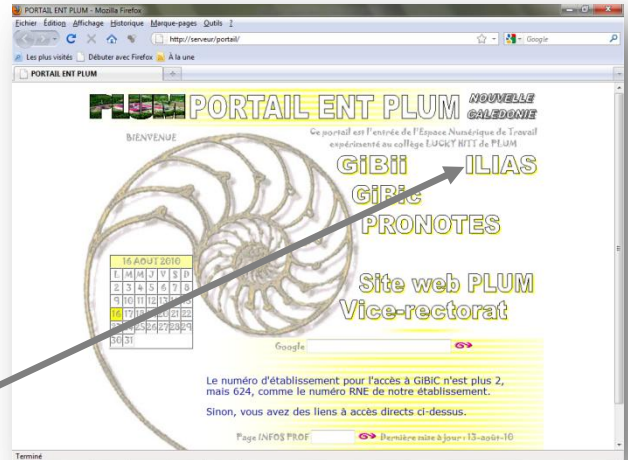 PORTAIL ENT PLUM - Mozilla Firefox
Fichier Édition Affichage Historique Marque-pages Outils ?
http://serveur/portail/
Google
Les plus visités Débuter avec Firefox À la une
PORTAIL ENT PLUM
PLUM PORTAIL ENT PLUM NOUVELLE CALEDONIE
BIENVENUE
Ce portail est l'entrée de l'Espace Numérique de Travail
expérimenté au collège LUCKY HITT de PLUM
GiBii ILIAS
GiBic
PRONOTES
16 AOUT 2010
L M M J V S D
2 3 4 5 6 7 8
9 10 11 12 13 15
16 17 18 20 21 22
25 26 27 28 29
30 31
Site web PLUM
Vice-rectorat
Google
Le numéro d'établissement pour l'accès à GIBIC n'est plus 2,
mais 624, comme le numéro RNE de notre établissement.
Sinon, vous avez des liens à accès directs ci-dessus.
Page INFOS PROF Dernière mise à jour : 13-août-10
Terminé